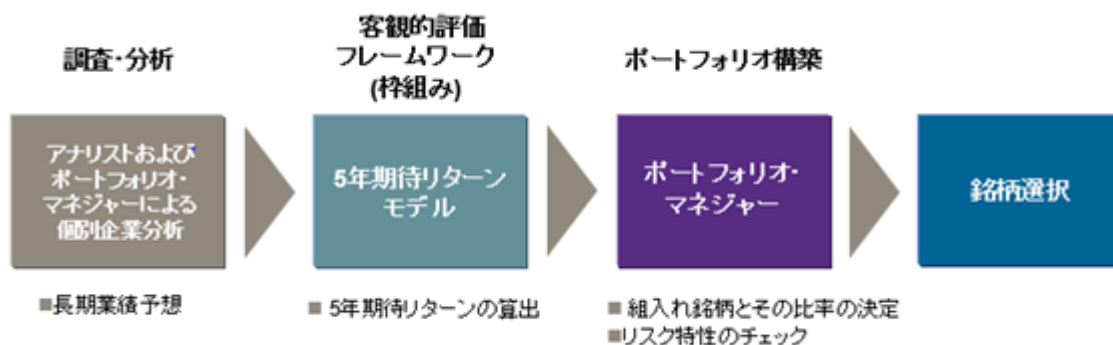 調査・分析
アナリストおよび
ポートフォリオ・
マネジャーによる
個別企業分析
■長期業績予想
客観的評価
フレームワーク
(枠組み)
5年期待リターン
モデル
■ 5年期待リターンの算出
ポートフォリオ構築
ポートフォリオ・
マネジャー
■ 組入れ銘柄とその比率の決定
■リスク特性のチェック
銘柄選択